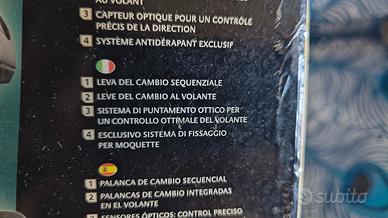 AU VOLANT
3 CAPTEUR OPTIQUE POUR UN CONTRÔLE
PRÉCIS DE LA DIRECTION
4 SYSTÈME ANTIDÉRAPANT EXCLUSIF
1 LEVA DEL CAMBIO SEQUENZIALE
2 LEVE DEL CAMBIO AL VOLANTE
3 SISTEMA DI PUNTAMENTO OTTICO PER
UN CONTROLLO OTTIMALE DEL VOLANTE
4 ESCLUSIVO SISTEMA DI FISSAGGIO
PER MOQUETTE
1 PALANCA DE CAMBIO SECUENCIAL
2 PALANCAS DE CAMBIO INTEGRADAS
EN EL VOLANTE
SENSORES ÓPTICOS: CONTROL PRECISO
subito